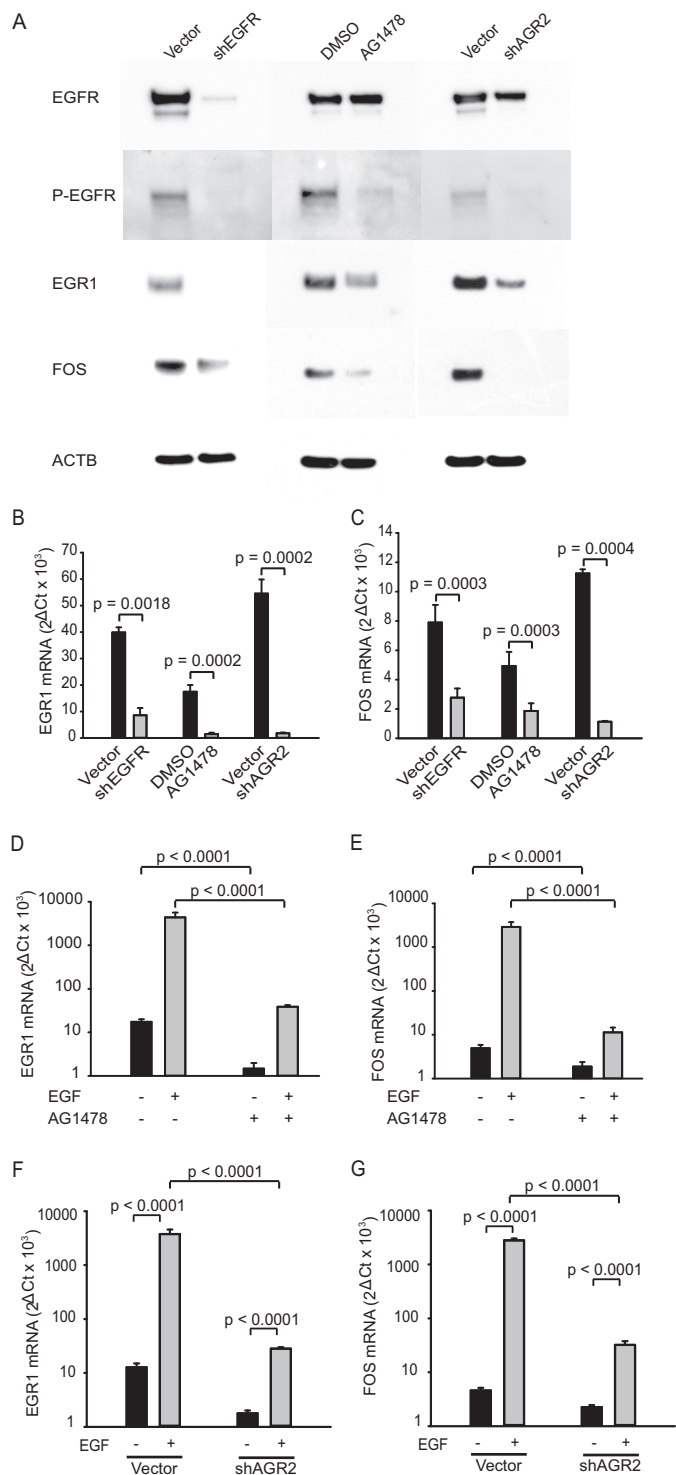 A
Vector shEGFR DMSO AG1478 Vector shAGR2
EGFR
P-EGFR
EGR1
FOS
ACTB
B
EGR1 mRNA (2ΔCt x 10³)
70
60
50
40
30
20
10
0
p = 0.0018
p = 0.0002
p = 0.0002
Vector shEGFR DMSO AG1478 Vector shAGR2
C
FOS mRNA (2ΔCt x 10³)
14
12
10
8
6
4
2
0
p = 0.0003
p = 0.0003
p = 0.0004
Vector shEGFR DMSO AG1478 Vector shAGR2
D
EGR1 mRNA (2ΔCt x 10³)
p < 0.0001
p < 0.0001
10000
1000
100
10
1
EGF - + - +
AG1478 - - + +
E
FOS mRNA (2ΔCt x 10³)
p < 0.0001
p < 0.0001
10000
1000
100
10
1
EGF - + - +
AG1478 - - + +
F
EGR1 mRNA (2ΔCt x 10³)
p < 0.0001
p < 0.0001
p < 0.0001
10000
1000
100
10
1
EGF - + - +
Vector shAGR2
G
FOS mRNA (2ΔCt x 10³)
p < 0.0001
p < 0.0001
p < 0.0001
10000
1000
100
10
1
EGF - + - +
Vector shAGR2